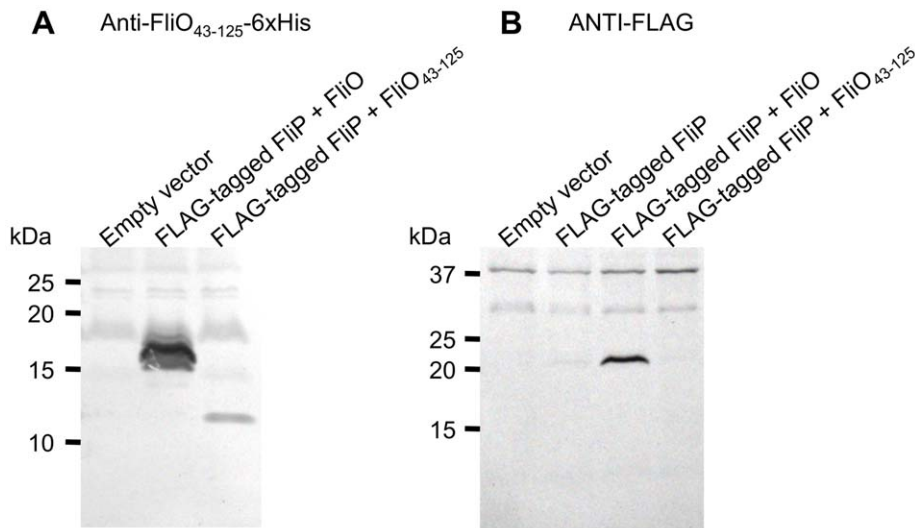 A Anti-FliO43-125-6xHis
Empty vector
FLAG-tagged FliP + FliO
FLAG-tagged FliP + FliO43-125
kDa
25
20
15
10
B ANTI-FLAG
Empty vector
FLAG-tagged FliP
FLAG-tagged FliP + FliO
FLAG-tagged FliP + FliO43-125
kDa
37
25
20
15